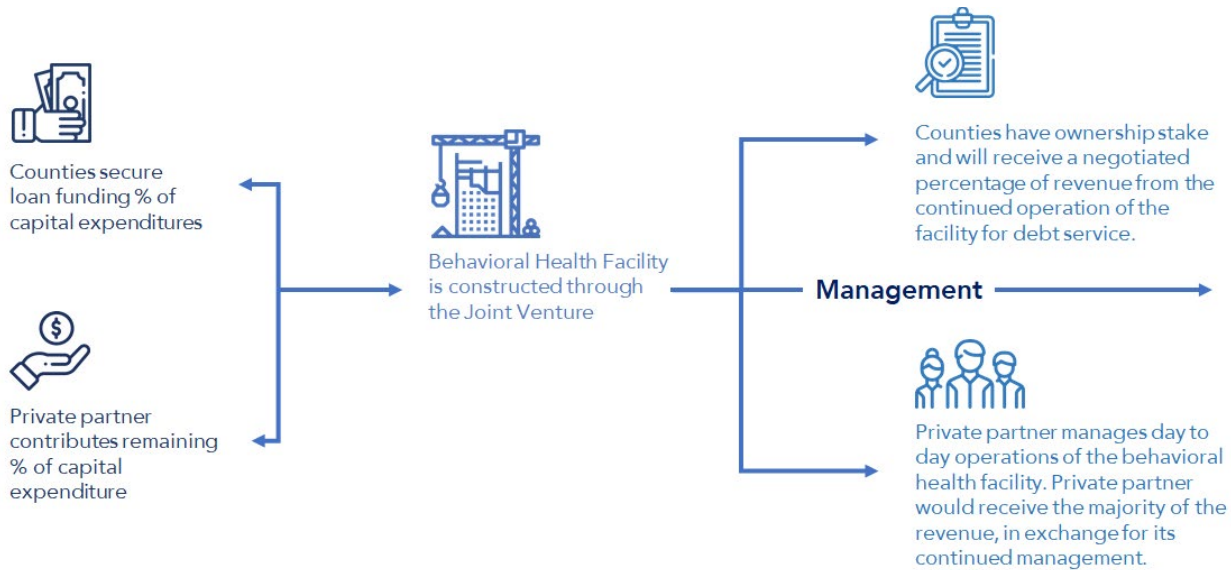 Counties secure
loan funding % of
capital expenditures
Private partner
contributes remaining
% of capital
expenditure
Behavioral Health Facility
is constructed through
the Joint Venture
Counties have ownership stake
and will receive a negotiated
percentage of revenue from the
continued operation of the
facility for debt service.
Management
Private partner manages day to
day operations of the behavioral
health facility. Private partner
would receive the majority of the
revenue, in exchange for its
continued management.